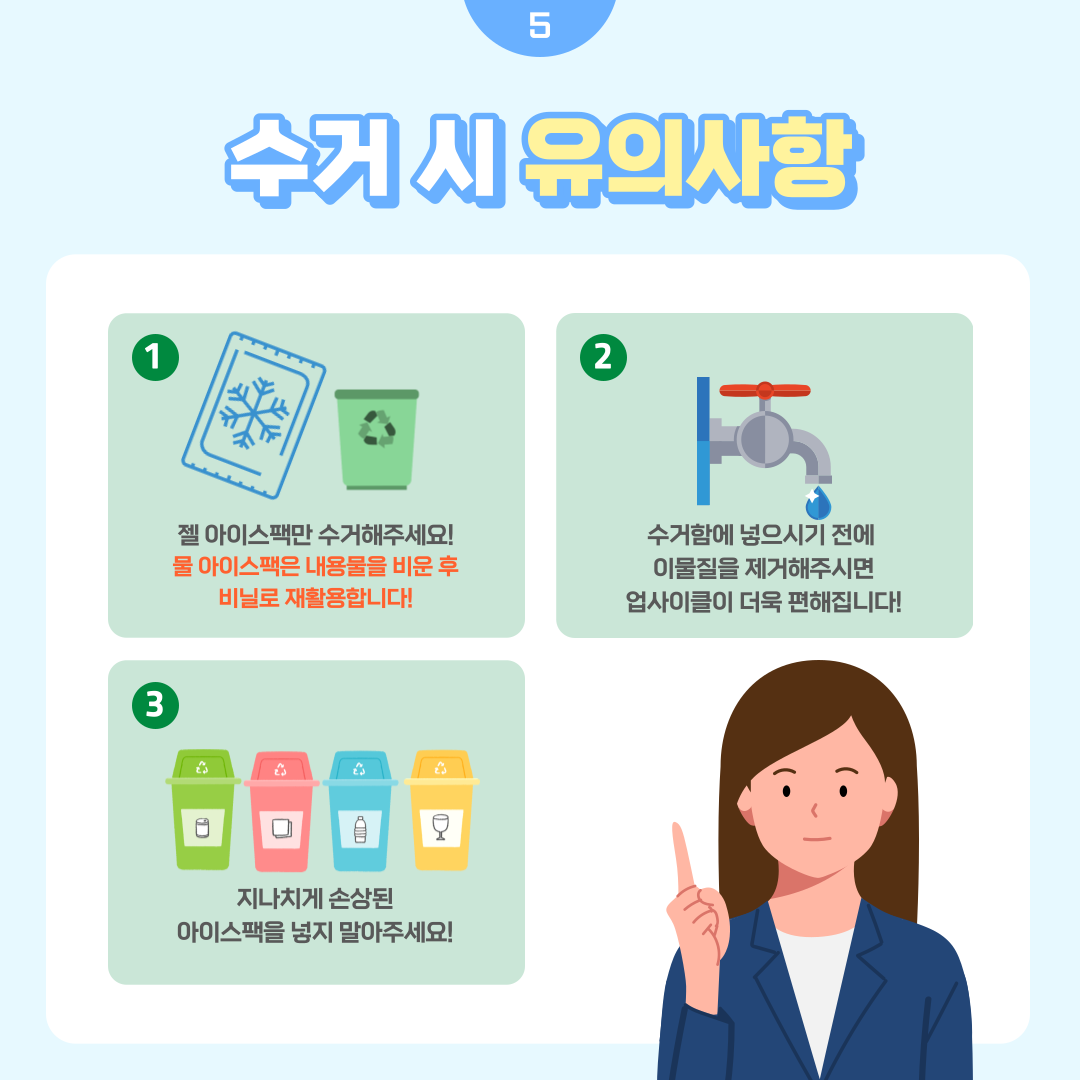 5
수거 시 유의사항
1
젤 아이스팩만 수거해주세요!
물 아이스팩은 내용물을 비운 후
비닐로 재활용합니다!
2
수거함에 넣으시기 전에
이물질을 제거해주시면
업사이클이 더욱 편해집니다!
3
지나치게 손상된
아이스팩을 넣지 말아주세요!